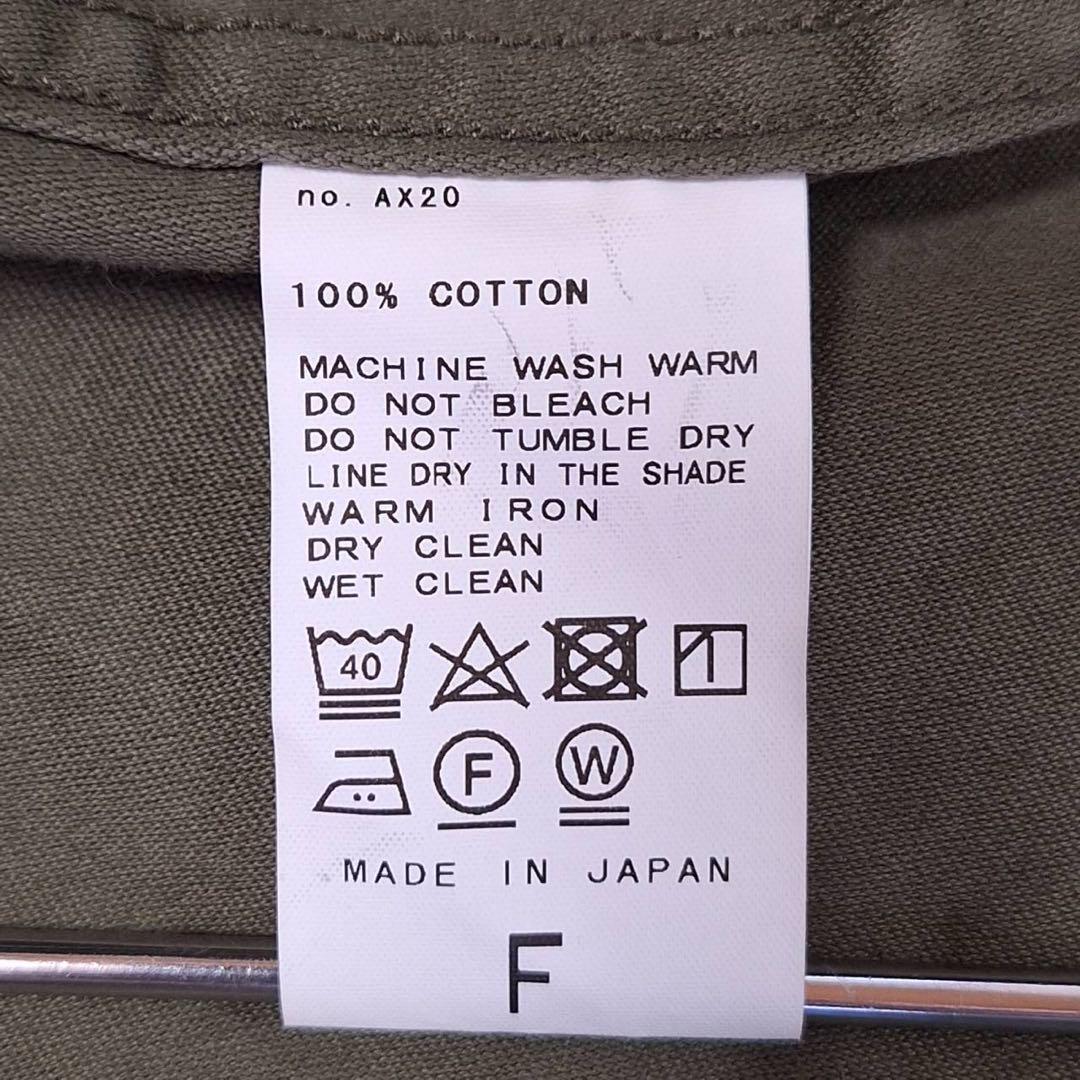 no. AX20
100% COTTON
MACHINE WASH WARM
DO NOT BLEACH
DO NOT TUMBLE DRY
LINE DRY IN THE SHADE
WARM IRON
DRY CLEAN
WET CLEAN
40
F W
MADE IN JAPAN
F